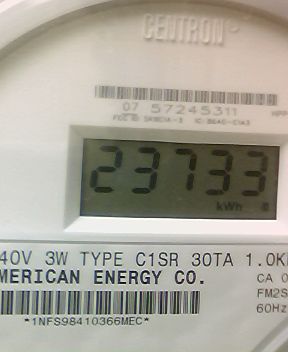 CENTRON
07 57245311
23733
kWh
40V 3W TYPE C1SR 30TA 1.0K
MERICAN ENERGY CO.
CA 0
FM2S
60Hz
*1NFS98410366MEC*